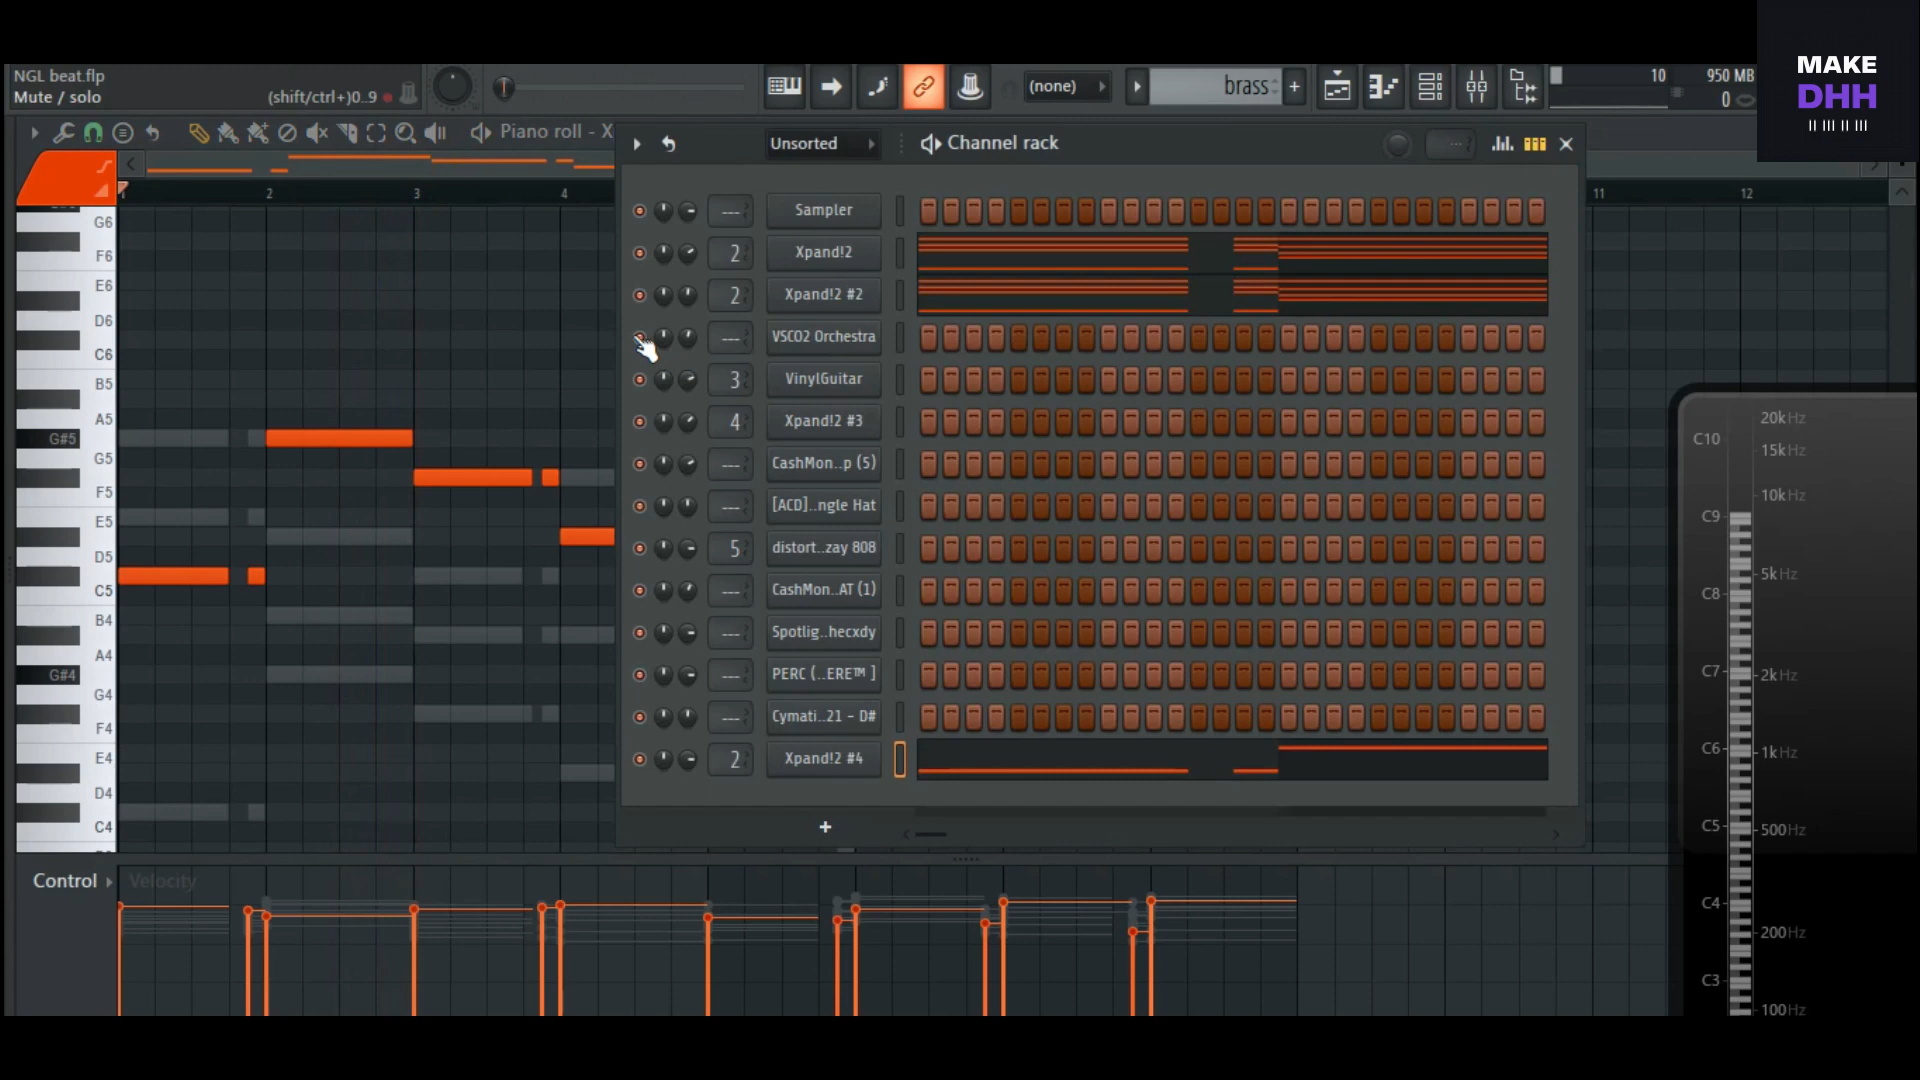 NGL beat.flp
Mute / solo
(shift/ctrl+)0..9
(none)
brass
10
950 MB
0
MAKE
DHH
Piano roll - X
Unsorted
Channel rack
2
3
4
11
12
Sampler
2
Xpand!2
2
Xpand!2 #2
VSCO2 Orchestra
3
VinylGuitar
4
Xpand!2 #3
CashMon..p (5)
[ACD]..ngle Hat
5
distort..zay 808
CashMon..AT (1)
Spotlig..hecxdy
PERC (..ERE™ ]
Cymati..21 - D#
2
Xpand!2 #4
+
G6
F6
E6
D6
C6
B5
A5
G#5
G5
F5
E5
D5
C5
B4
A4
G#4
G4
F4
E4
D4
C4
Control
Velocity
20kHz
C10
15kHz
10kHz
C9
5kHz
C8
C7
2kHz
C6
1kHz
C5
500Hz
C4
200Hz
C3
100Hz